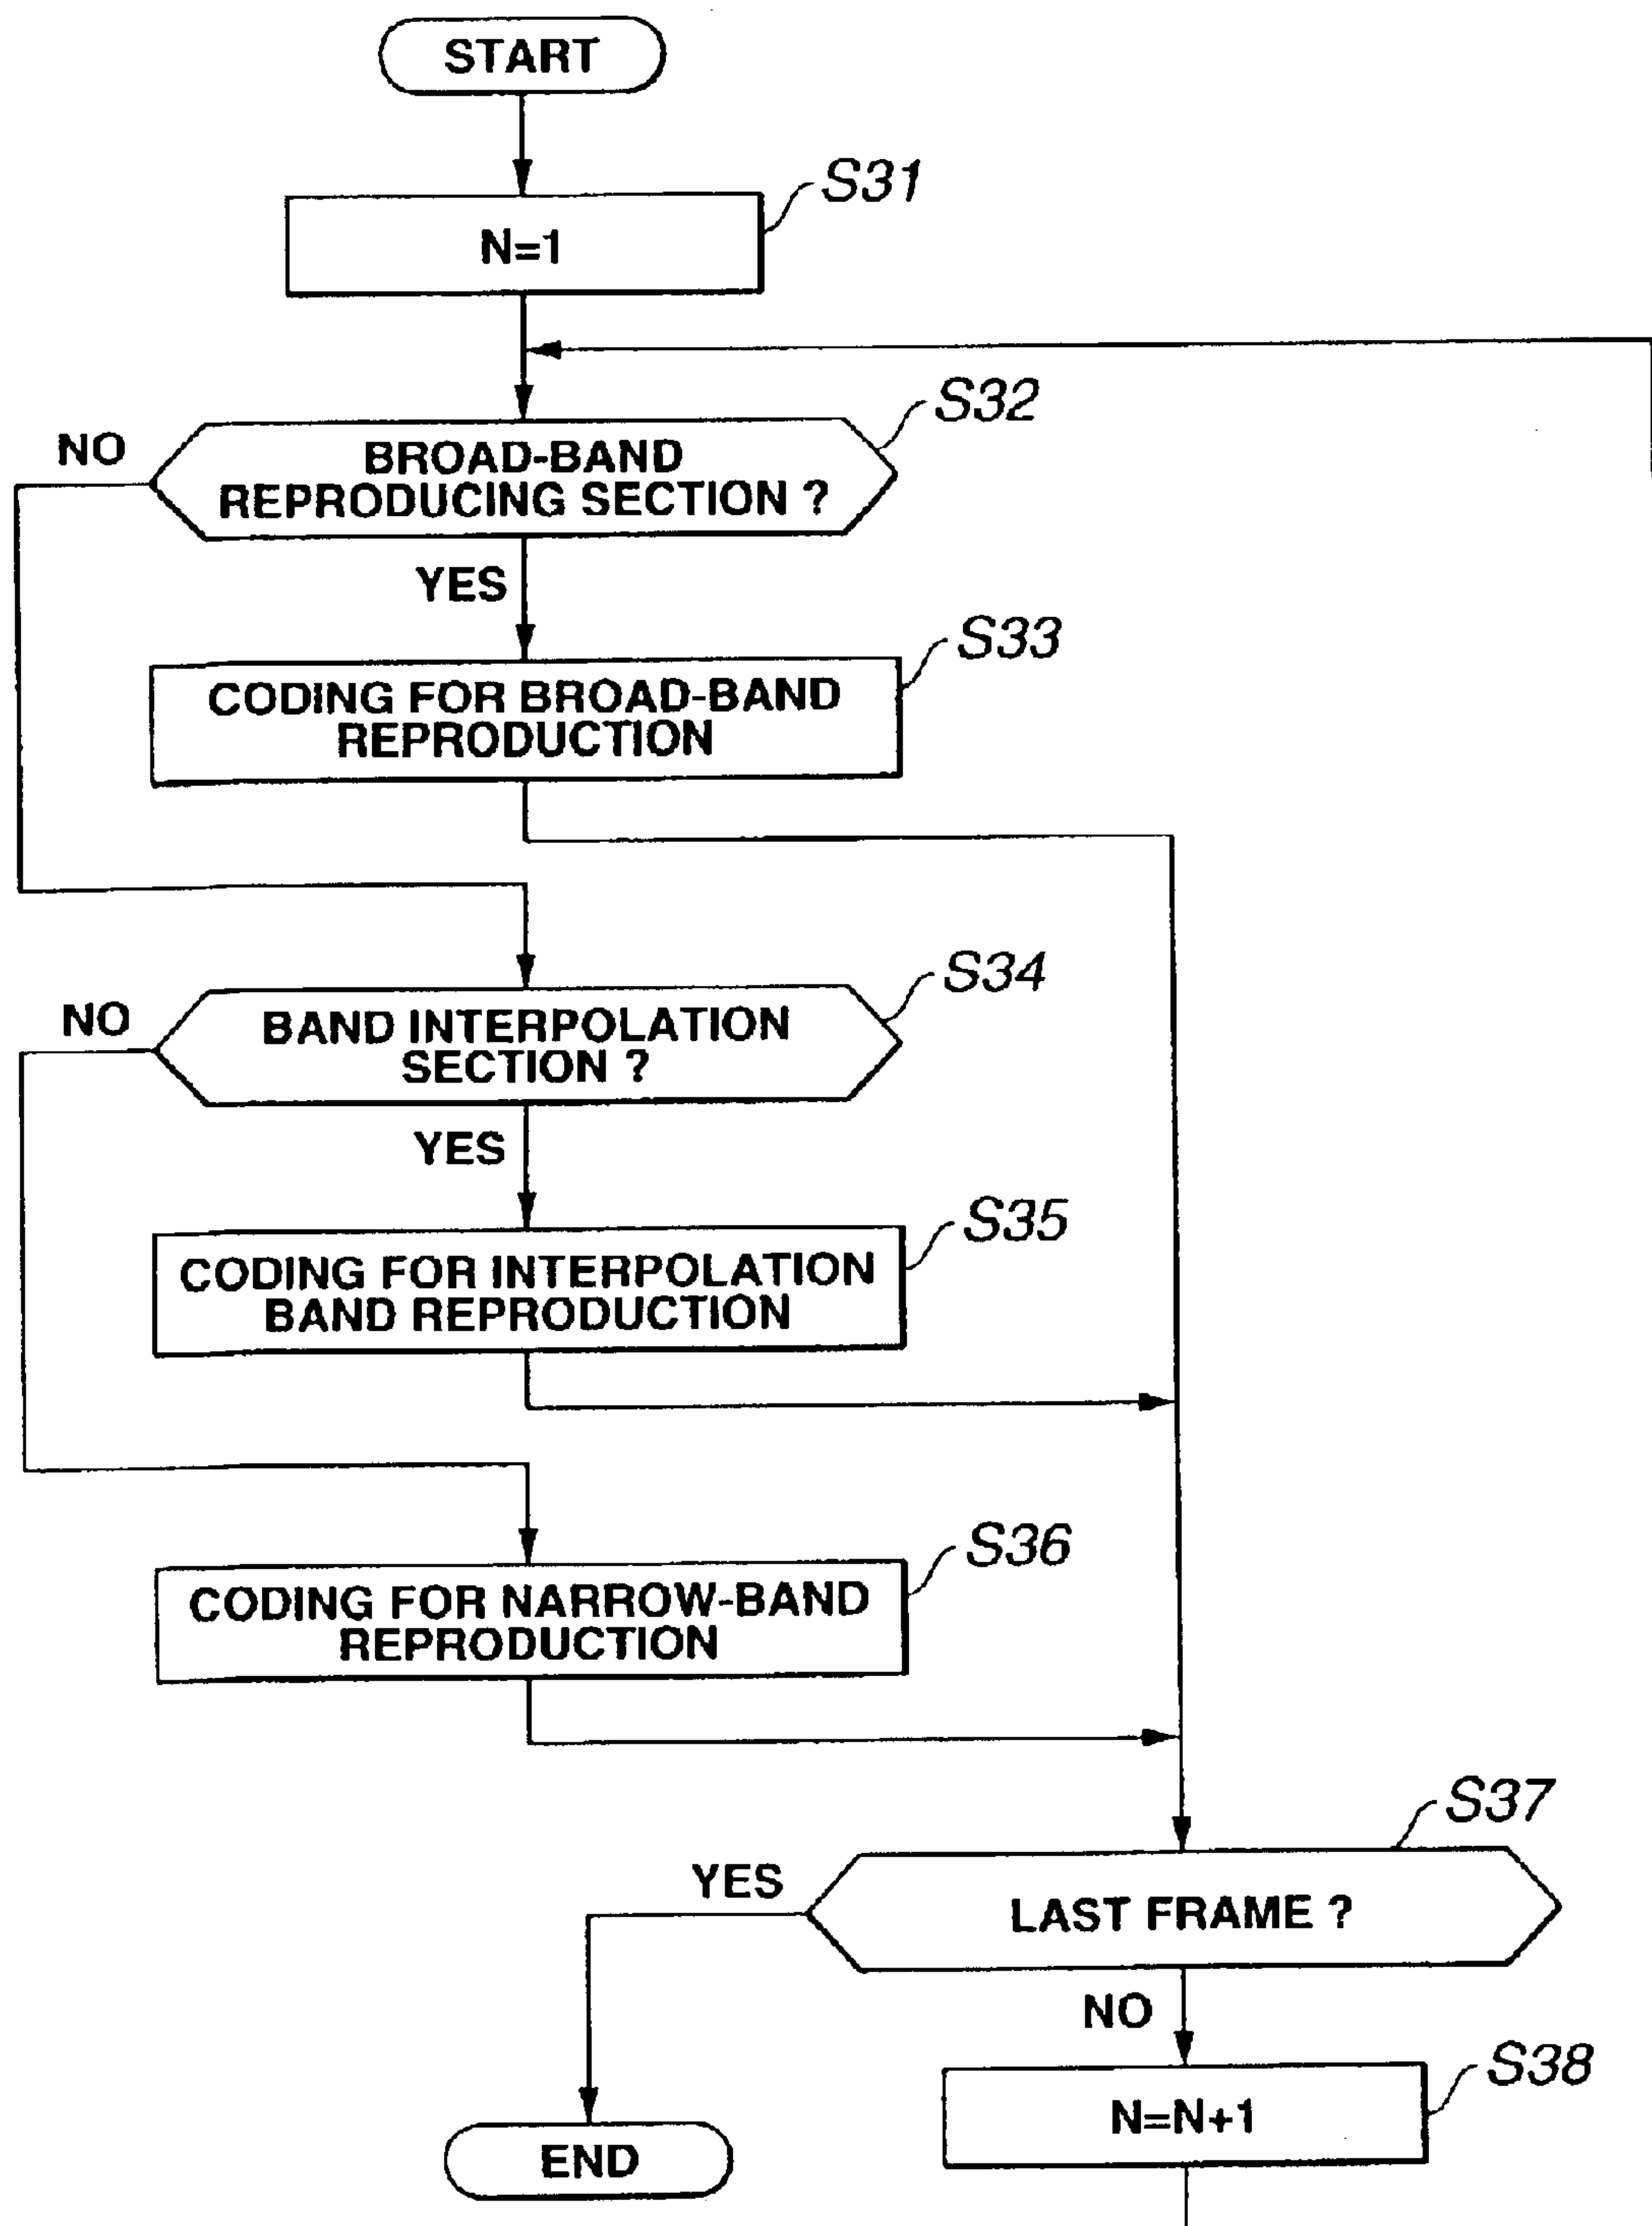 START
S31
N=1
S32
NO
BROAD-BAND
REPRODUCING SECTION ?
YES
S33
CODING FOR BROAD-BAND
REPRODUCTION
S34
NO
BAND INTERPOLATION
SECTION ?
YES
S35
CODING FOR INTERPOLATION
BAND REPRODUCTION
S36
CODING FOR NARROW-BAND
REPRODUCTION
S37
YES
LAST FRAME ?
NO
S38
N=N+1
END